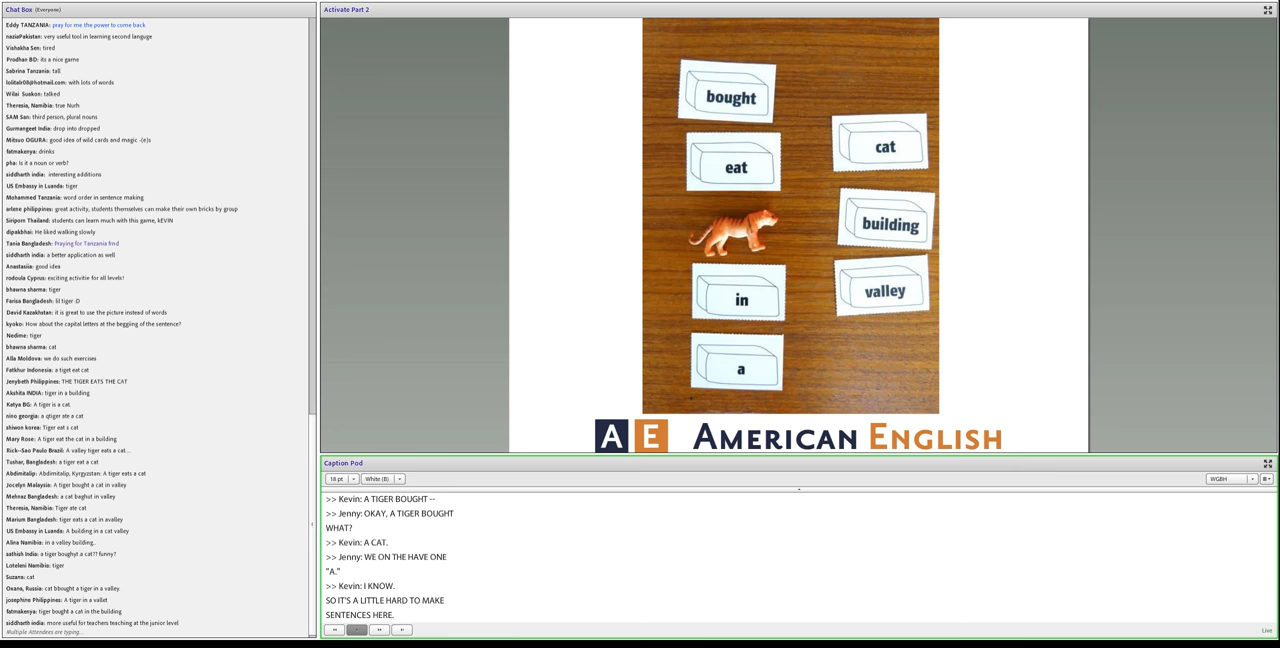 Chat Box (Everyone)
Eddy TANZANIA: pray for me the power to come back
naziaPakistan: very useful tool in learning second languge
Vishakha Sen: tired
Prodhan BD: its a nice game
Sabrina Tanzania: tall
lolitalr08@hotmail.com: with lots of words
Wilai Suakon: talked
Theresia, Namibia: true Nurh
SAM San: third person, plural nouns
Gurmangeet India: drop into dropped
Mitsuo OGURA: good idea of wild cards and magic -(e)s
fatmakenya: drinks
pha: Is it a noun or verb?
siddharth india: interesting additions
US Embassy in Luanda: tiger
Mohammed Tanzania: word order in sentence making
arlene philippines: great activity, students themselves can make their own bricks by group
Siriporn Thailand: students can learn much with this game, kEVIN
dipakbhai: He liked walking slowly
Tania Bangladesh: Praying for Tanzania frnd
siddharth india: a better application as well
Anastasiia: good idea
rodoula Cyprus: exciting activitie for all levels!
bhawna sharma: tiger
Farisa Bangladesh: lil tiger :D
David Kazakhstan: it is great to use the picture instead of words
kyoko: How about the capital letters at the beggiing of the sentence?
Nedime: tiger
bhawna sharma: cat
Alla Moldova: we do such exercises
Fatkhur Indonesia: a tiget eat cat
Jenybeth Philippines: THE TIGER EATS THE CAT
Akshita INDIA: tiger in a building
Katya BG: A tiger is a cat.
nino georgia: a qtiger ate a cat
shiwon korea: Tiger eat s cat
Mary Rose: A tiger eat the cat in a building
Rick--Sao Paulo Brazil: A valley tiger eats a cat...
Tushar, Bangladesh: a tiger eat a cat
Abdimitalip: Abdimitalip, Kyrgyzstan: A tiger eats a cat
Jocelyn Malaysia: A tiger bought a cat in valley
Mehnaz Bangladesh: a cat baghut in valley
Theresia, Namibia: Tiger ate cat
Marium Bangladesh: tiger eats a cat in avalley
US Embassy in Luanda: A building in a cat valley
Alina Namibia: in a valley building..
sathish India: a tiger boughyt a cat?? funny?
Loteleni Namibia: tiger
Suzana: cat
Oxana, Russia: cat bbought a tiger in a valley.
josephine Philippines: A tiger in a vallet
fatmakenya: tiger bought a cat in the building
siddharth india: more useful for teachers teaching at the junior level
Multiple Attendees are typing...
Activate Part 2
bought
cat
eat
building
in
valley
a
AE AMERICAN ENGLISH
Caption Pod
18 pt
White (B)
WGBH
>> Kevin: A TIGER BOUGHT --
>> Jenny: OKAY, A TIGER BOUGHT
WHAT?
>> Kevin: A CAT.
>> Jenny: WE ON THE HAVE ONE
"A."
>> Kevin: I KNOW.
SO IT'S A LITTLE HARD TO MAKE
SENTENCES HERE.
Live